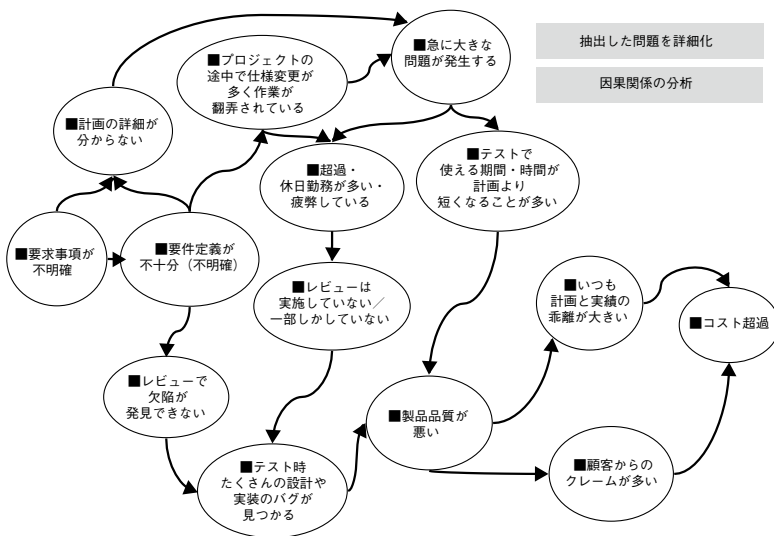 ■プロジェクトの
途中で仕様変更が
多く作業が
翻弄されている
■急に大きな
問題が発生する
抽出した問題を詳細化
因果関係の分析
■計画の詳細が
分からない
■超過・
休日勤務が多い・
疲弊している
■テストで
使える期間・時間が
計画より
短くなることが多い
■要求事項が
不明確
■要件定義が
不十分（不明確）
■レビューは
実施していない／
一部しかしていない
■いつも
計画と実績の
乖離が大きい
■コスト超過
■レビューで
欠陥が
発見できない
■製品品質が
悪い
■テスト時
たくさんの設計や
実装のバグが
見つかる
■顧客からの
クレームが多い